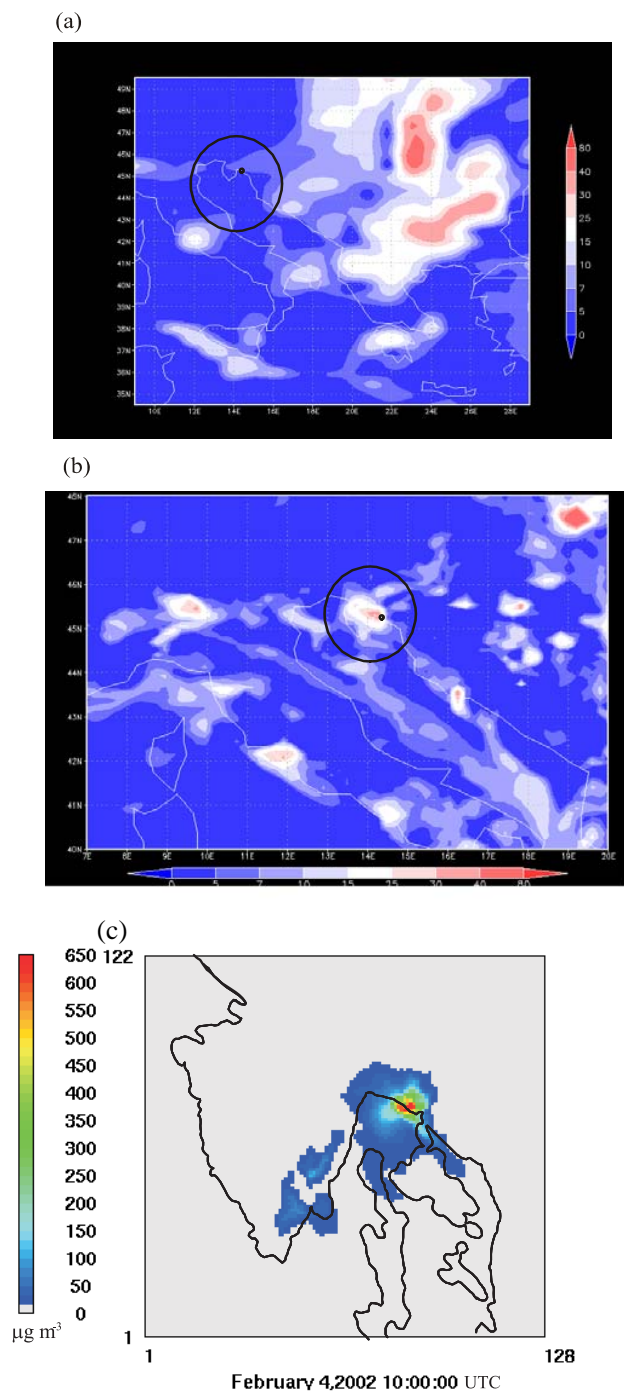 (a)
49N
48N
47N
46N
45N
44N
43N
42N
41N
40N
39N
38N
37N
36N
35N
10E 12E 14E 16E 18E 20E 22E 24E 26E 28E
80
40
30
25
15
10
7
5
0
(b)
48N
47N
46N
45N
44N
43N
42N
41N
40N
7E 8E 9E 10E 11E 12E 13E 14E 15E 16E 17E 18E 19E 20E
0 5 7 10 15 25 30 40 80
(c)
650
600
550
500
450
400
350
300
250
200
150
100
50
0
µg m-3
122
1
1 128
February 4,2002 10:00:00 UTC